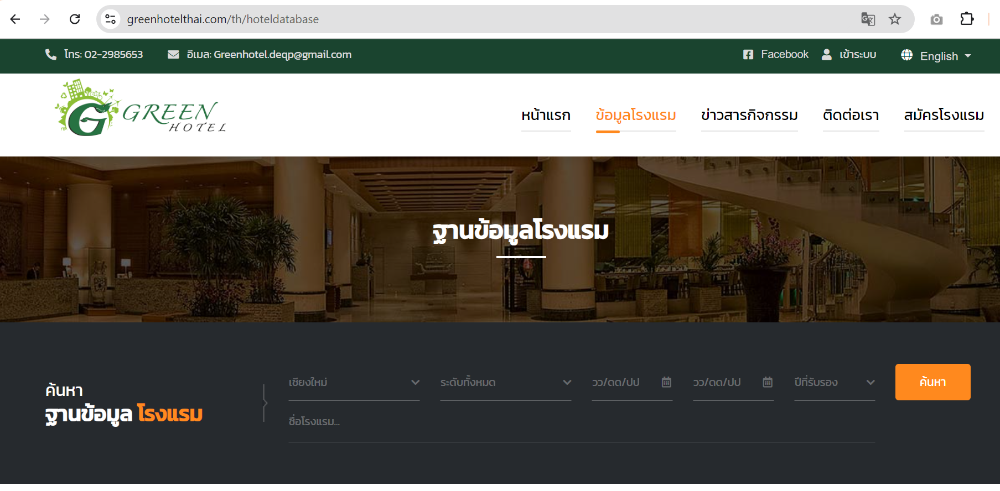 greenhotelthai.com/th/hoteldatabase
โทร: 02-2985653 อีเมล: Greenhotel.deqp@gmail.com Facebook เข้าระบบ English
GREEN
HOTEL
หน้าแรก ข้อมูลโรงแรม ข่าวสารกิจกรรม ติดต่อเรา สมัครโรงแรม
ฐานข้อมูลโรงแรม
เชียงใหม่ ระดับทั้งหมด วว/ดด/ปป วว/ดด/ปป ปีที่รับรอง ค้นหา
ค้นหา
ฐานข้อมูล โรงแรม
ชื่อโรงแรม...